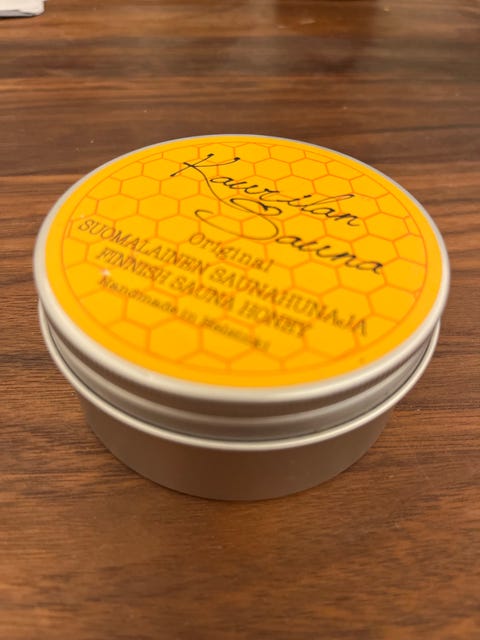 Kaurilan
Sauna
Original
SUOMALAINEN SAUNAHUNAJA
FINNISH SAUNA HONEY
Handmade in Helsinki